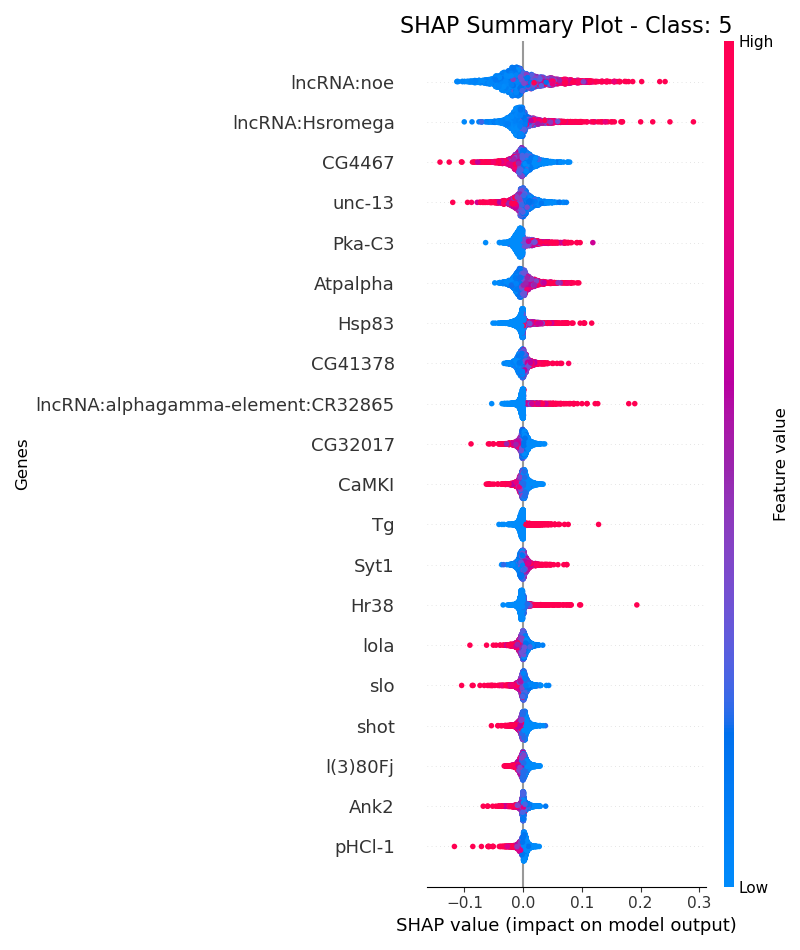 SHAP Summary Plot - Class: 5
High
lncRNA:noe
lncRNA:Hsromega
CG4467
unc-13
Pka-C3
Atpalpha
Hsp83
CG41378
lncRNA:alphagamma-element:CR32865
CG32017
CaMKI
Tg
Syt1
Hr38
lola
slo
shot
l(3)80Fj
Ank2
pHCl-1
Genes
Feature value
Low
−0.1 0.0 0.1 0.2 0.3
SHAP value (impact on model output)